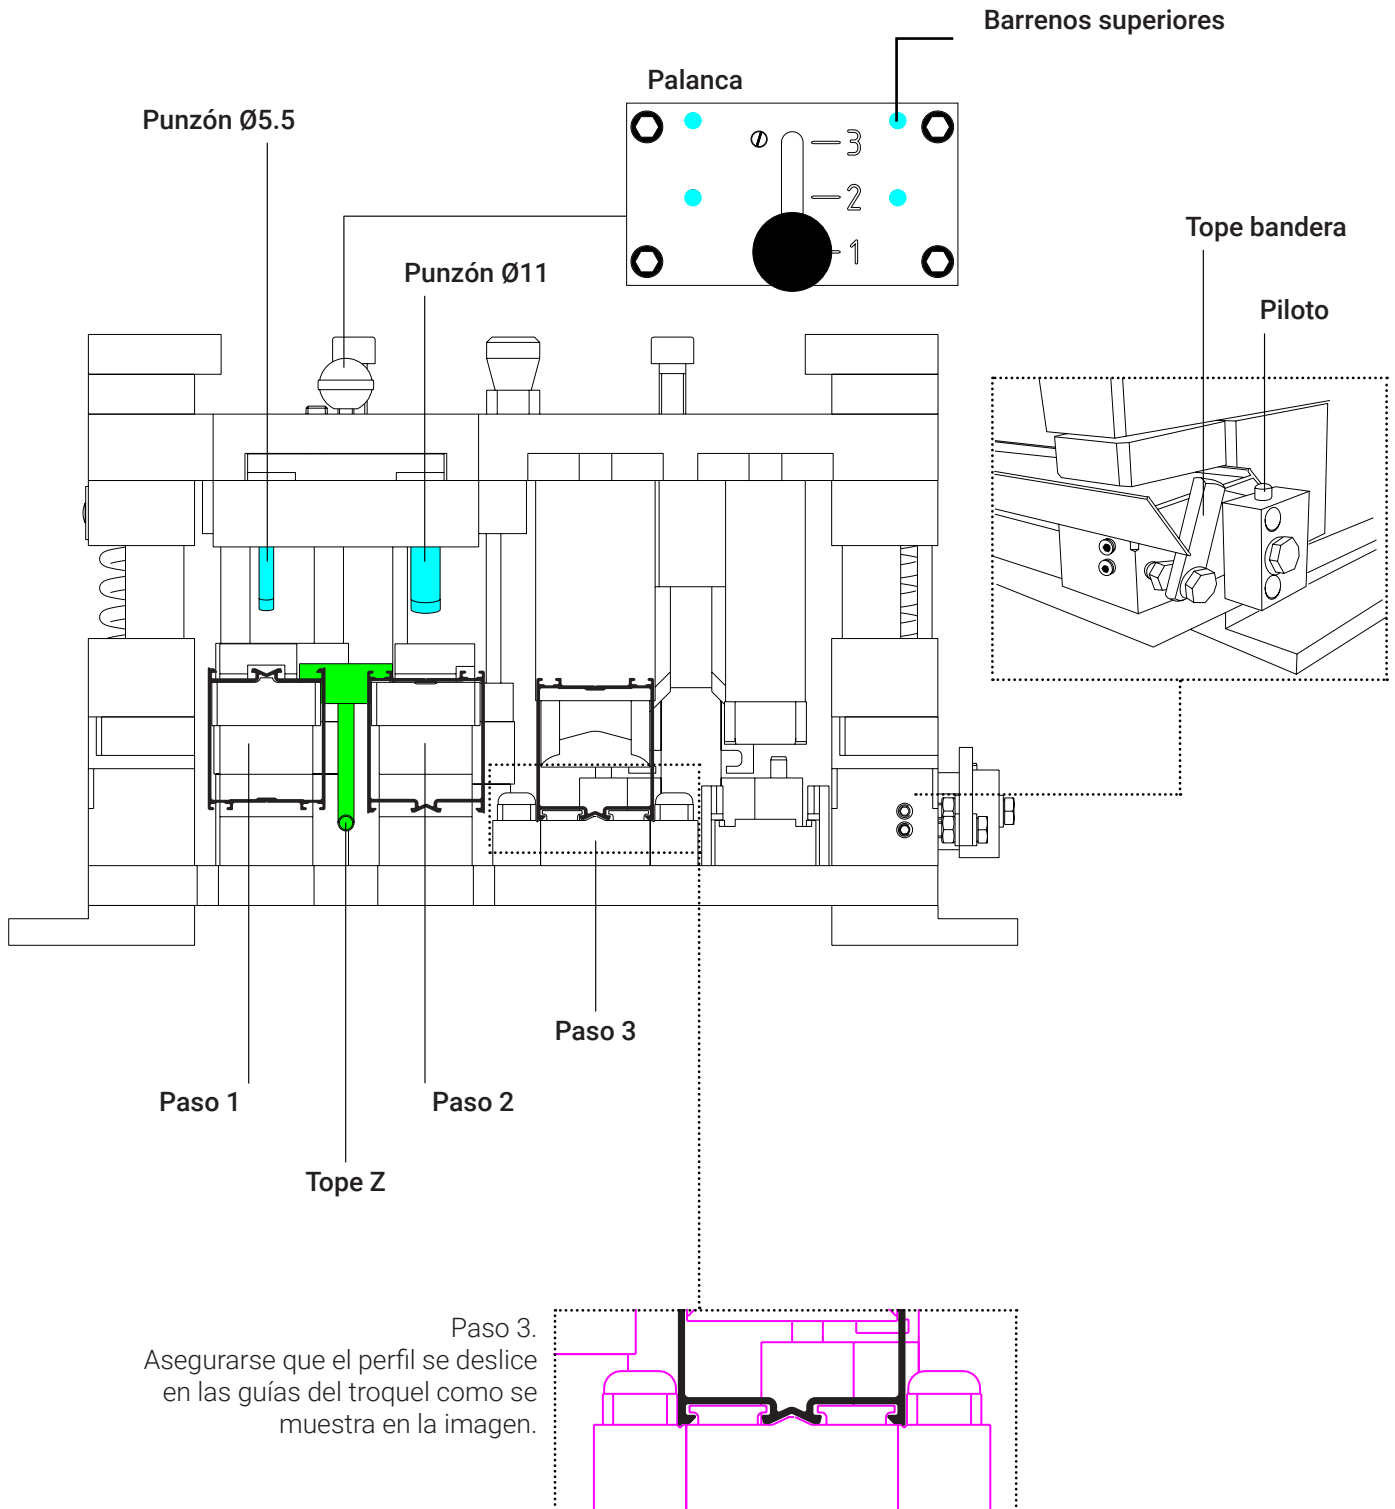 Barrenos superiores
Palanca
Punzón Ø5.5
3
2
1
Tope bandera
Punzón Ø11
Piloto
Paso 3
Paso 1
Paso 2
Tope Z
Paso 3.
Asegurarse que el perfil se deslice
en las guías del troquel como se
muestra en la imagen.